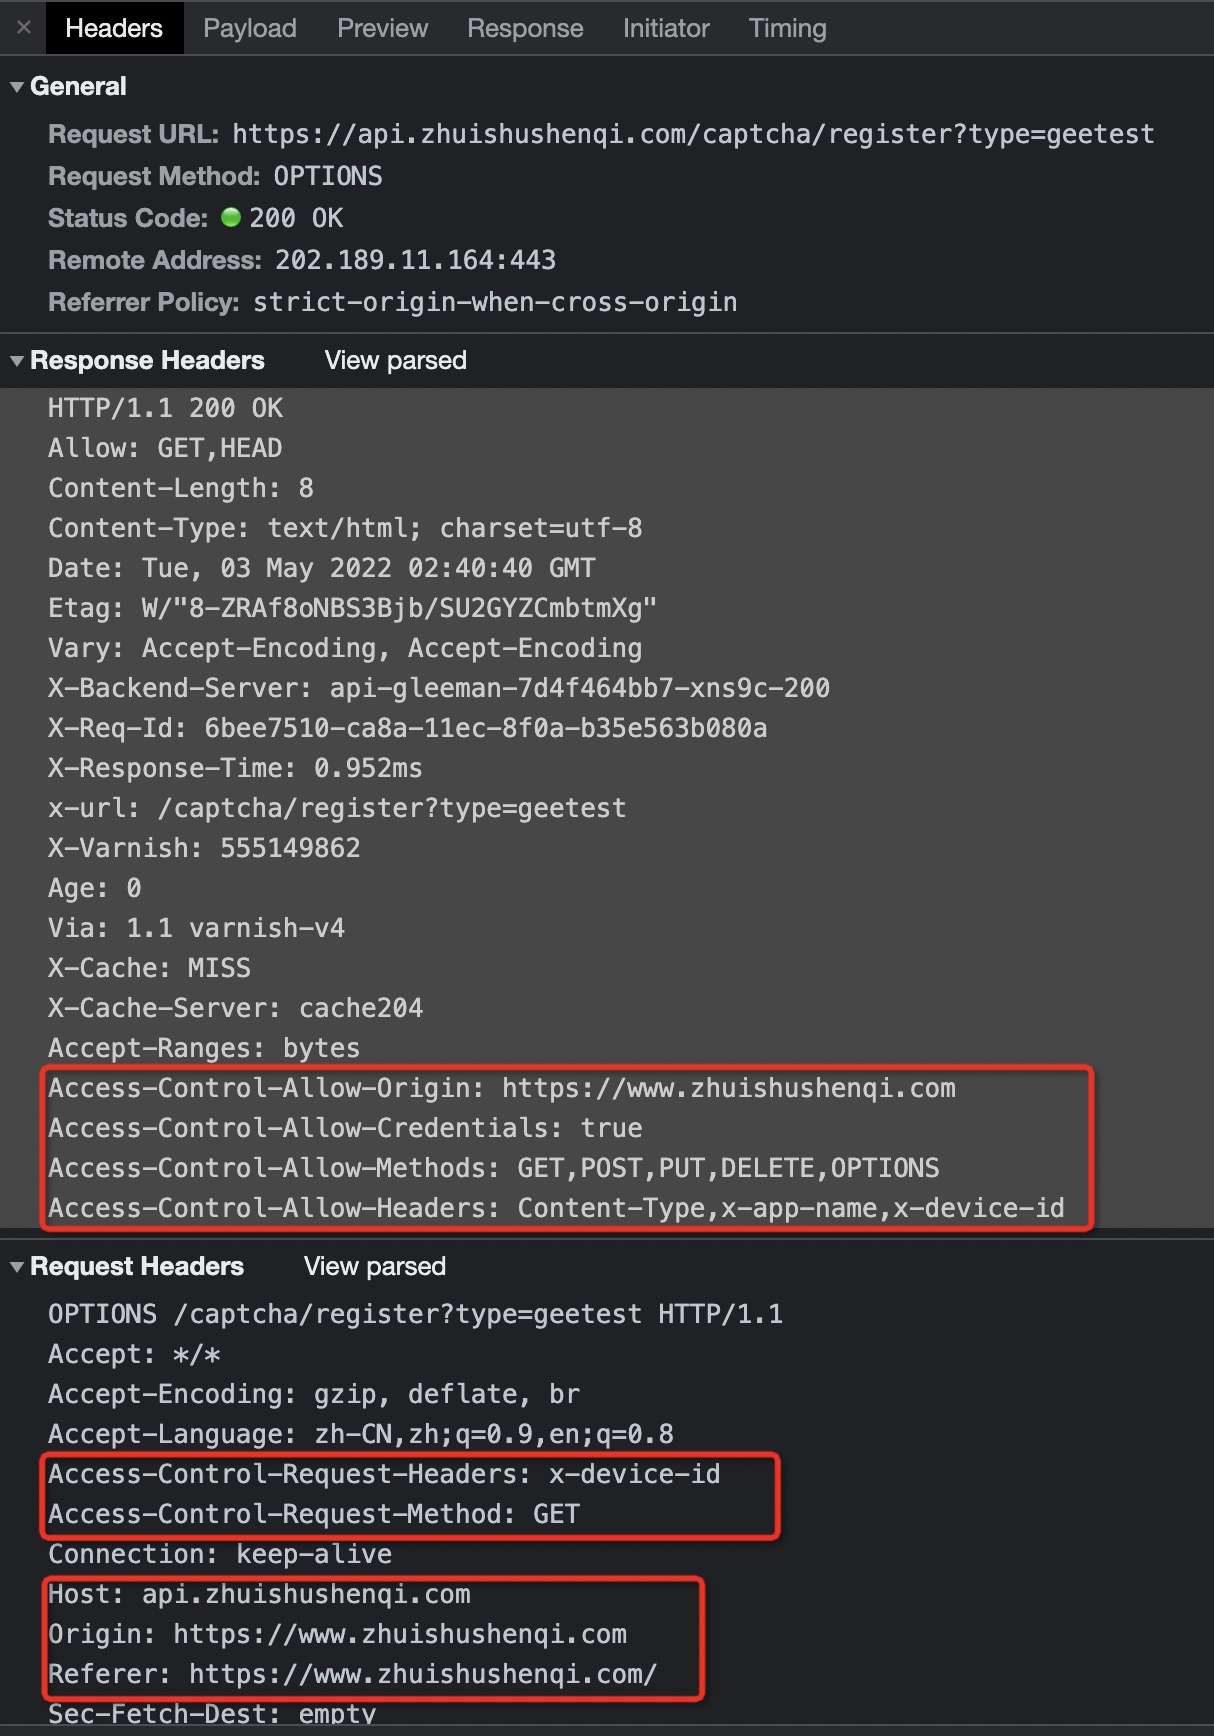 × Headers Payload Preview Response Initiator Timing
▼ General
Request URL: https://api.zhuishushenqi.com/captcha/register?type=geetest
Request Method: OPTIONS
Status Code: 200 OK
Remote Address: 202.189.11.164:443
Referrer Policy: strict-origin-when-cross-origin
▼ Response Headers View parsed
HTTP/1.1 200 OK
Allow: GET,HEAD
Content-Length: 8
Content-Type: text/html; charset=utf-8
Date: Tue, 03 May 2022 02:40:40 GMT
Etag: W/"8-ZRAf8oNBS3Bjb/SU2GYZCmbtmXg"
Vary: Accept-Encoding, Accept-Encoding
X-Backend-Server: api-gleeman-7d4f464bb7-xns9c-200
X-Req-Id: 6bee7510-ca8a-11ec-8f0a-b35e563b080a
X-Response-Time: 0.952ms
x-url: /captcha/register?type=geetest
X-Varnish: 555149862
Age: 0
Via: 1.1 varnish-v4
X-Cache: MISS
X-Cache-Server: cache204
Accept-Ranges: bytes
Access-Control-Allow-Origin: https://www.zhuishushenqi.com
Access-Control-Allow-Credentials: true
Access-Control-Allow-Methods: GET,POST,PUT,DELETE,OPTIONS
Access-Control-Allow-Headers: Content-Type,x-app-name,x-device-id
▼ Request Headers View parsed
OPTIONS /captcha/register?type=geetest HTTP/1.1
Accept: */*
Accept-Encoding: gzip, deflate, br
Accept-Language: zh-CN,zh;q=0.9,en;q=0.8
Access-Control-Request-Headers: x-device-id
Access-Control-Request-Method: GET
Connection: keep-alive
Host: api.zhuishushenqi.com
Origin: https://www.zhuishushenqi.com
Referer: https://www.zhuishushenqi.com/
Sec-Fetch-Dest: empty